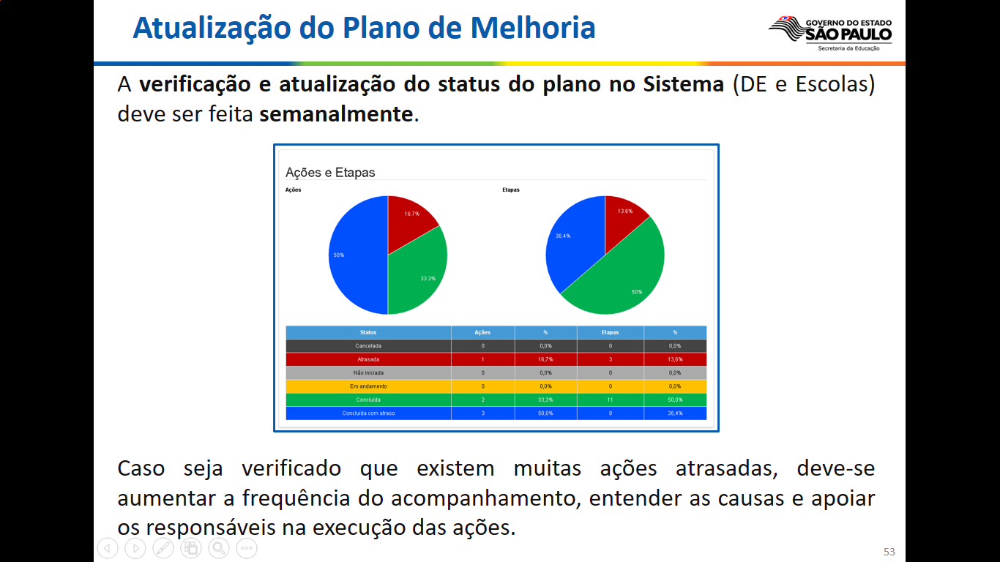 Atualização do Plano de Melhoria
GOVERNO DO ESTADO
SÃO PAULO
Secretaria da Educação
A verificação e atualização do status do plano no Sistema (DE e Escolas)
deve ser feita semanalmente.
Ações e Etapas
Ações
Etapas
16.7%
50%
33.3%
13.6%
36.4%
50%
Status Ações % Etapas %
Cancelada 0 0,0% 0 0,0%
Atrasada 1 16,7% 3 13,6%
Não iniciada 0 0,0% 0 0,0%
Em andamento 0 0,0% 0 0,0%
Concluída 2 33,3% 11 50,0%
Concluída com atraso 3 50,0% 8 36,4%
Caso seja verificado que existem muitas ações atrasadas, deve-se
aumentar a frequência do acompanhamento, entender as causas e apoiar
os responsáveis na execução das ações.
53